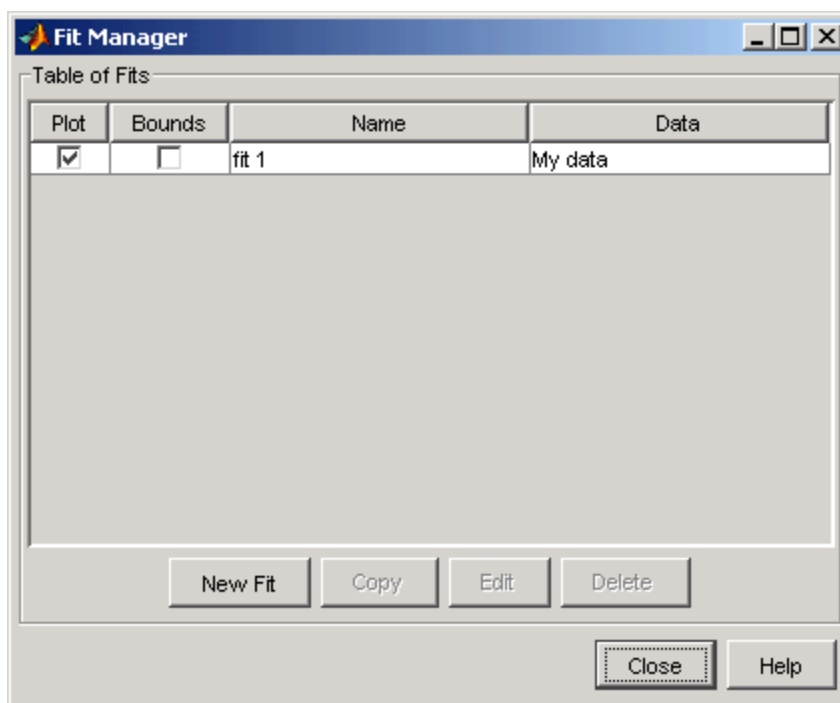 Fit Manager
Table of Fits
Plot Bounds Name Data
fit 1 My data
New Fit Copy Edit Delete
Close Help